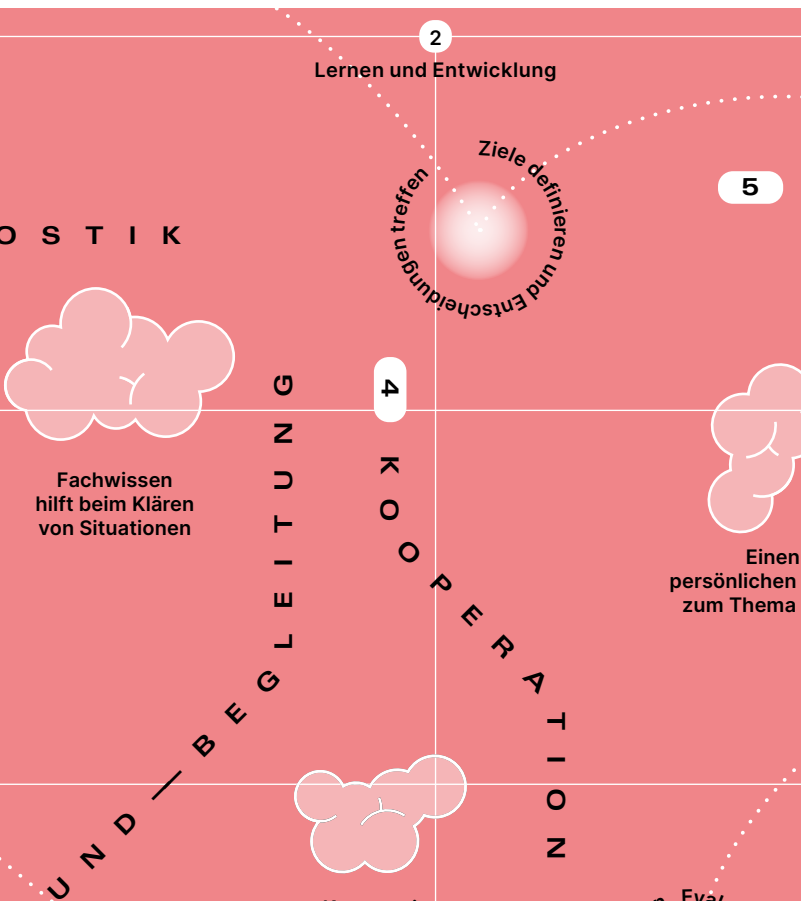 2
Lernen und Entwicklung
Ziele definieren und Entscheidungen treffen
5
OSTIK
4
KOOPERATION
UND—BEGLEITUNG
Fachwissen
hilft beim Klären
von Situationen
Einen
persönlichen
zum Thema